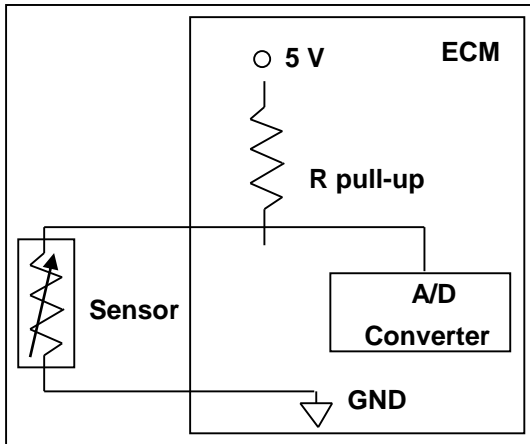 5 V
ECM
R pull-up
Sensor
A/D
Converter
GND